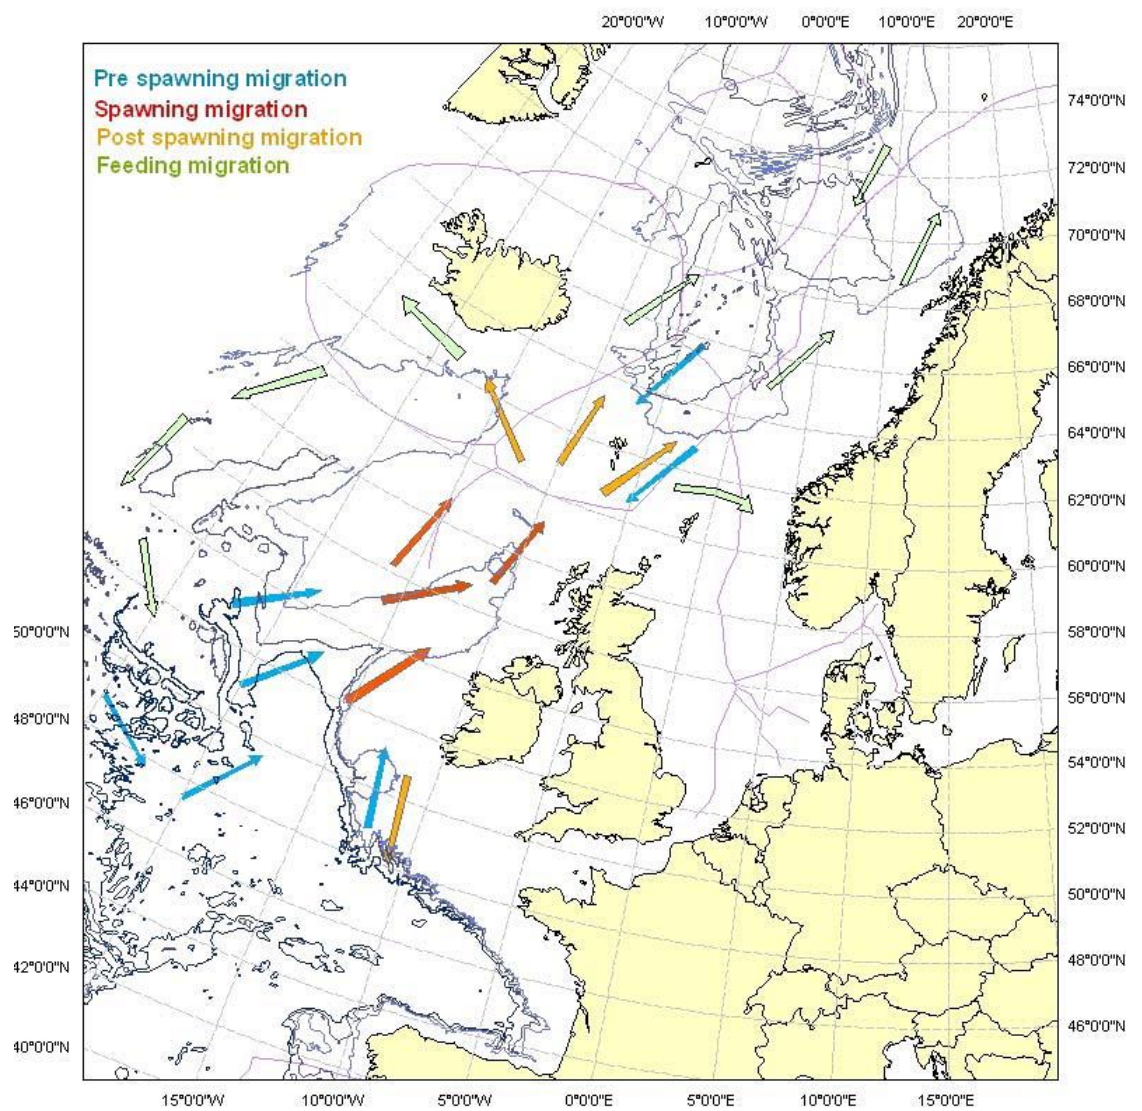 20°0'0"W 10°0'0"W 0°0'0"E 10°0'0"E 20°0'0"E
Pre spawning migration
Spawning migration
Post spawning migration
Feeding migration
74°0'0"N
72°0'0"N
70°0'0"N
68°0'0"N
66°0'0"N
64°0'0"N
62°0'0"N
60°0'0"N
58°0'0"N
56°0'0"N
54°0'0"N
52°0'0"N
50°0'0"N
48°0'0"N
46°0'0"N
50°0'0"N
48°0'0"N
46°0'0"N
44°0'0"N
42°0'0"N
40°0'0"N
15°0'0"W 10°0'0"W 5°0'0"W 0°0'0"E 5°0'0"E 10°0'0"E 15°0'0"E